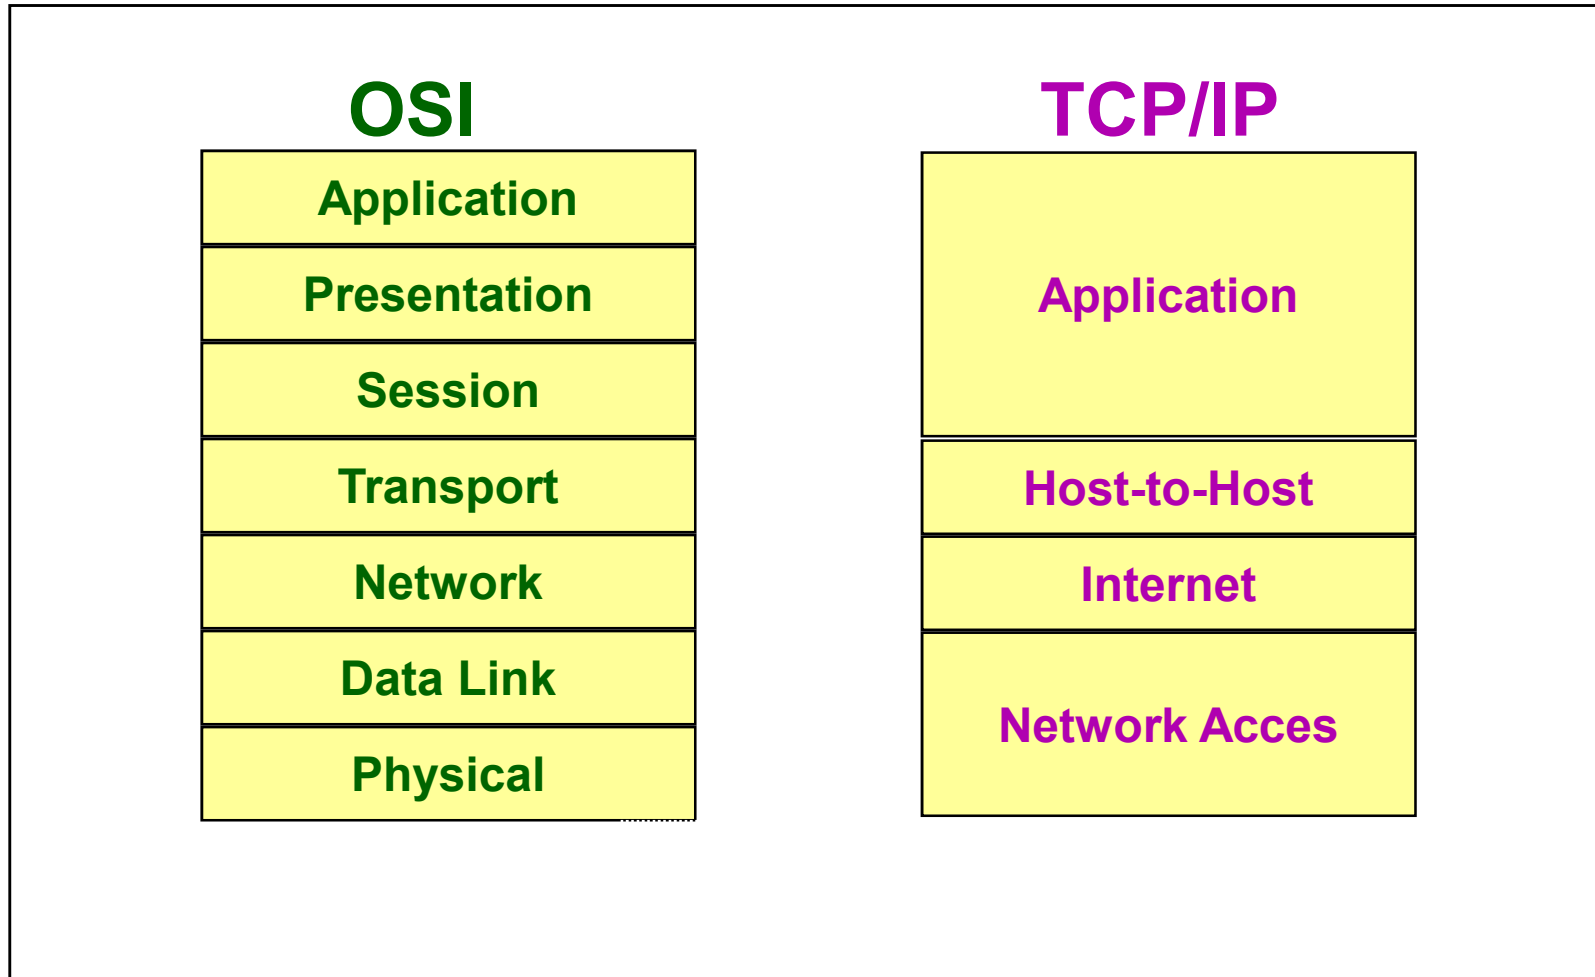 OSI
Application
Presentation
Session
Transport
Network
Data Link
Physical
TCP/IP
Application
Host-to-Host
Internet
Network Acces